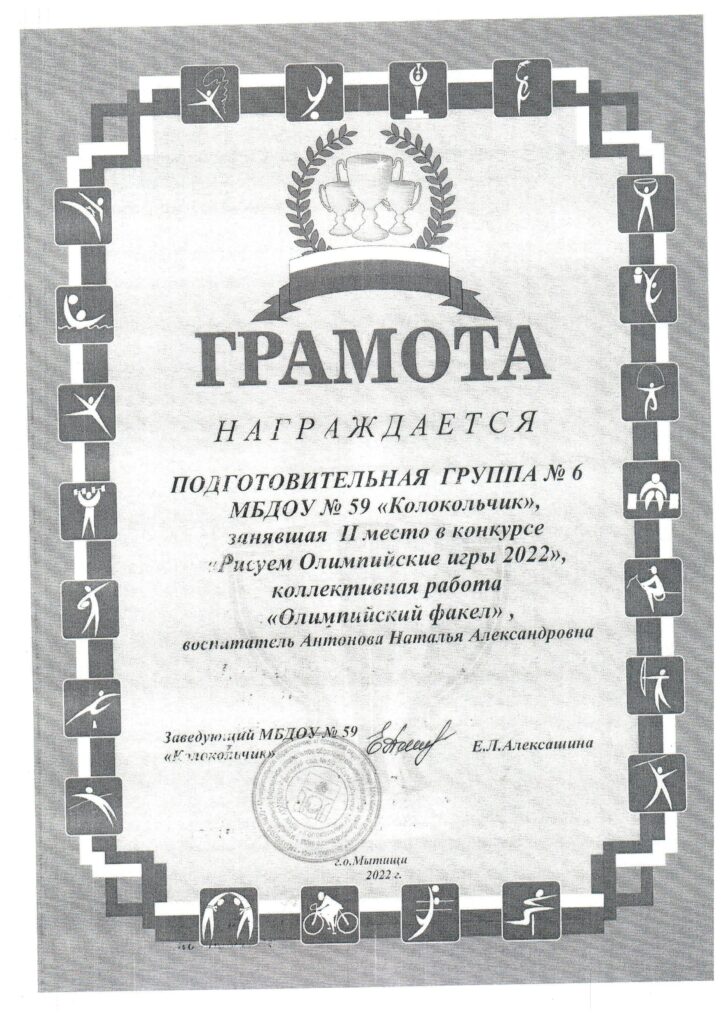 ГРАМОТА
НАГРАЖДАЕТСЯ
ПОДГОТОВИТЕЛЬНАЯ ГРУППА № 6
МБДОУ № 59 «Колокольчик»,
занявшая II место в конкурсе
«Рисуем Олимпийские игры 2022»,
коллективная работа
«Олимпийский факел» ,
воспитатель Антонова Наталья Александровна
Заведующий МБДОУ № 59
«Колокольчик»
Е.Л.Алексашина
г.о.Мытищи
2022 г.